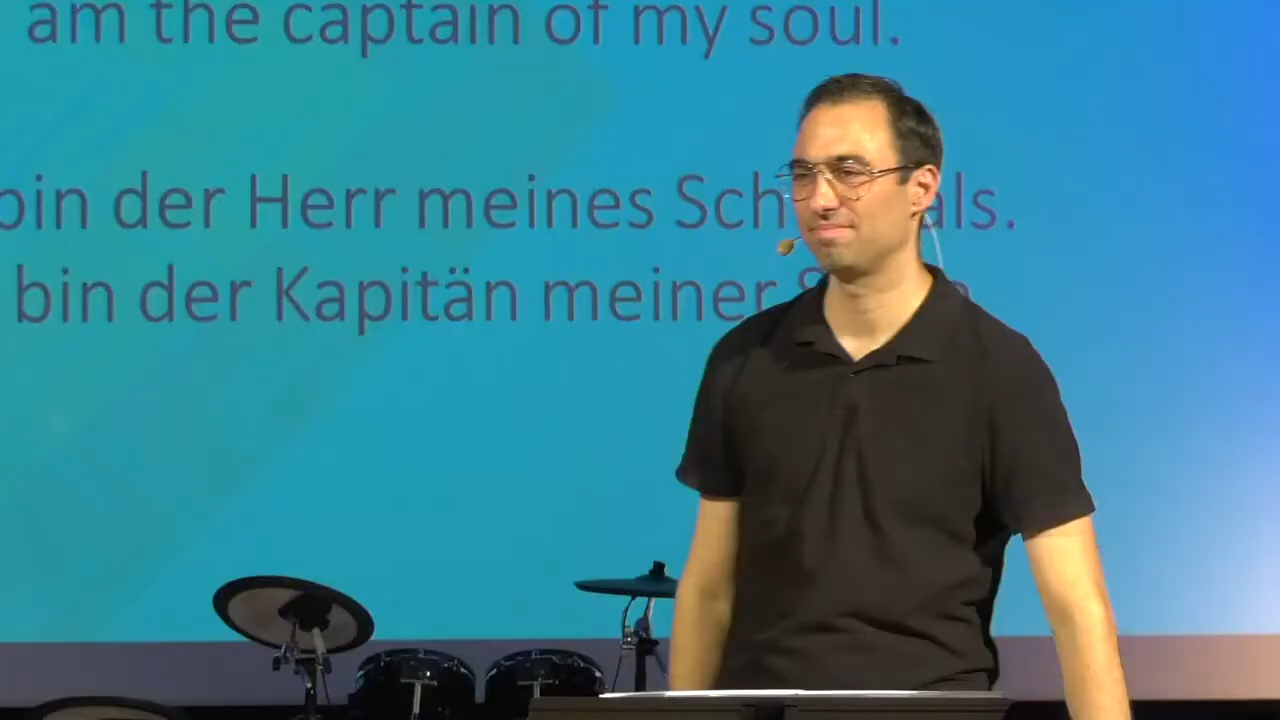 am the captain of my soul.
bin der Herr meines
bin der Kapitän meiner